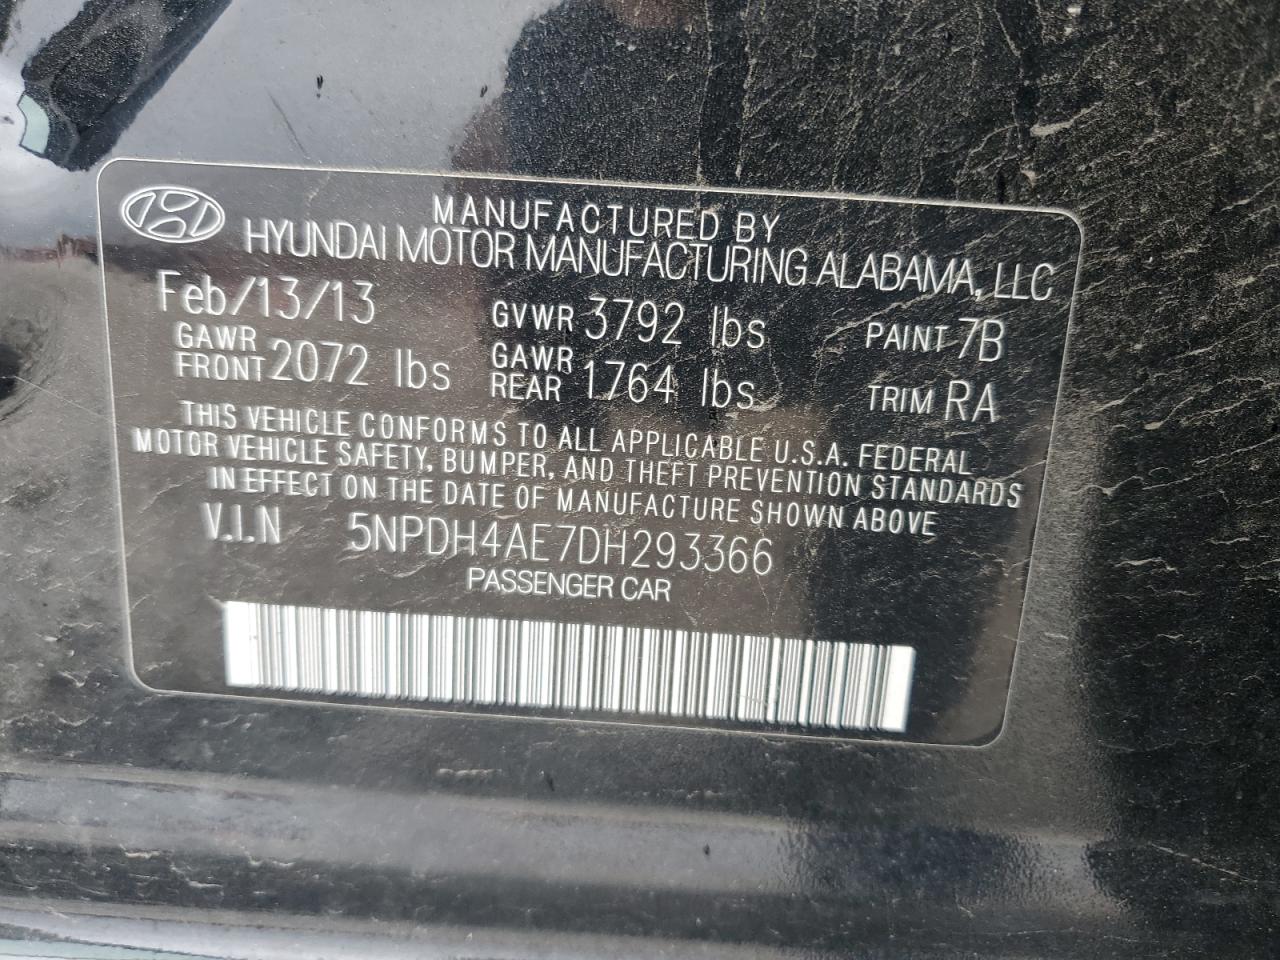 MANUFACTURED BY
HYUNDAI MOTOR MANUFACTURING ALABAMA, LLC
Feb/13/13 GVWR 3792 lbs PAINT 7B
GAWR FRONT 2072 lbs GAWR REAR 1764 lbs TRIM RA
THIS VEHICLE CONFORMS TO ALL APPLICABLE U.S.A. FEDERAL
MOTOR VEHICLE SAFETY, BUMPER, AND THEFT PREVENTION STANDARDS
IN EFFECT ON THE DATE OF MANUFACTURE SHOWN ABOVE
V.I.N 5NPDH4AE7DH293366
PASSENGER CAR